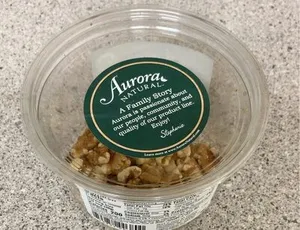 Aurora
NATURAL
A Family Story
Aurora is passionate about
our people, community, and
quality of our product line.
Enjoy!
Stephanie